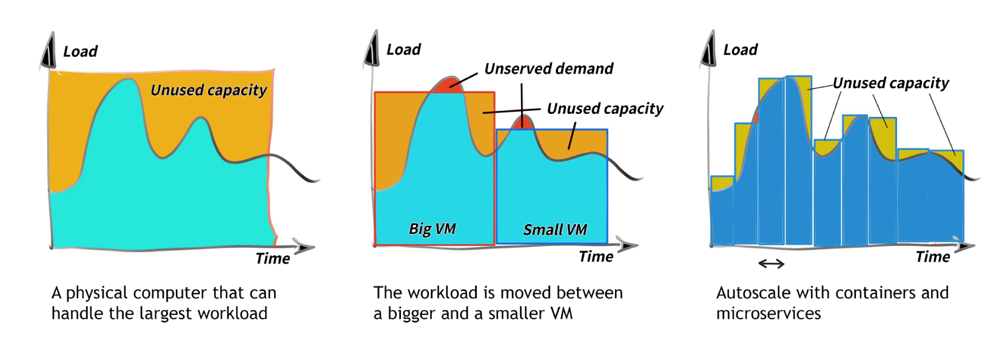 Load
Unused capacity
Time
A physical computer that can
handle the largest workload
Load
Unserved demand
Unused capacity
Big VM
Small VM
Time
The workload is moved between
a bigger and a smaller VM
Load
Unused capacity
Time
Autoscale with containers and
microservices